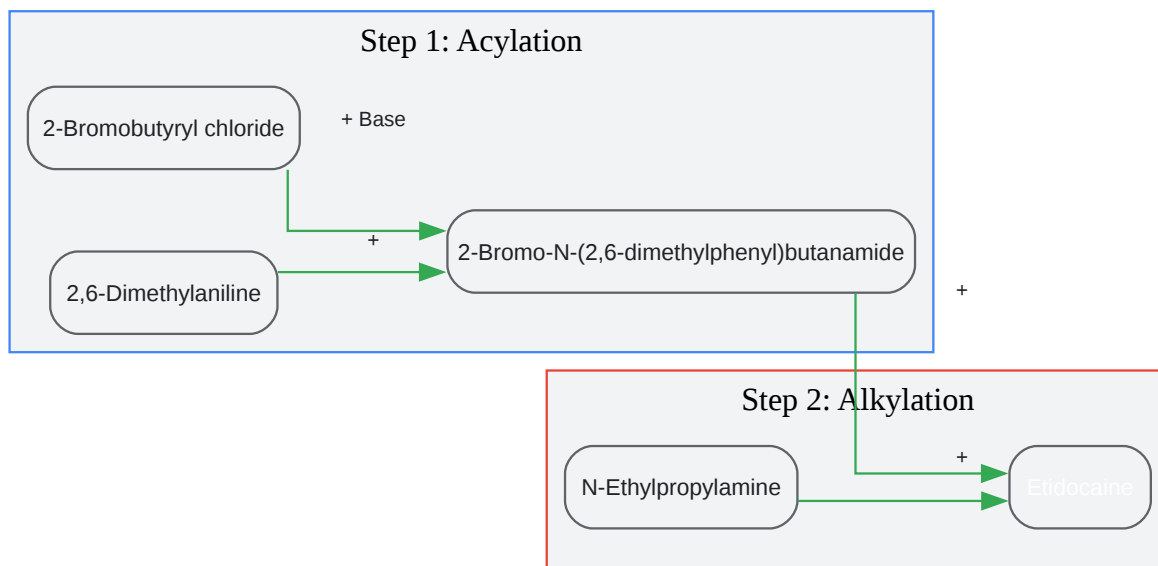 Step 1: Acylation
2-Bromobutyryl chloride
+ Base
+
2-Bromo-N-(2,6-dimethylphenyl)butanamide
2,6-Dimethylaniline
+
Step 2: Alkylation
+
N-Ethylpropylamine
Etidocaine